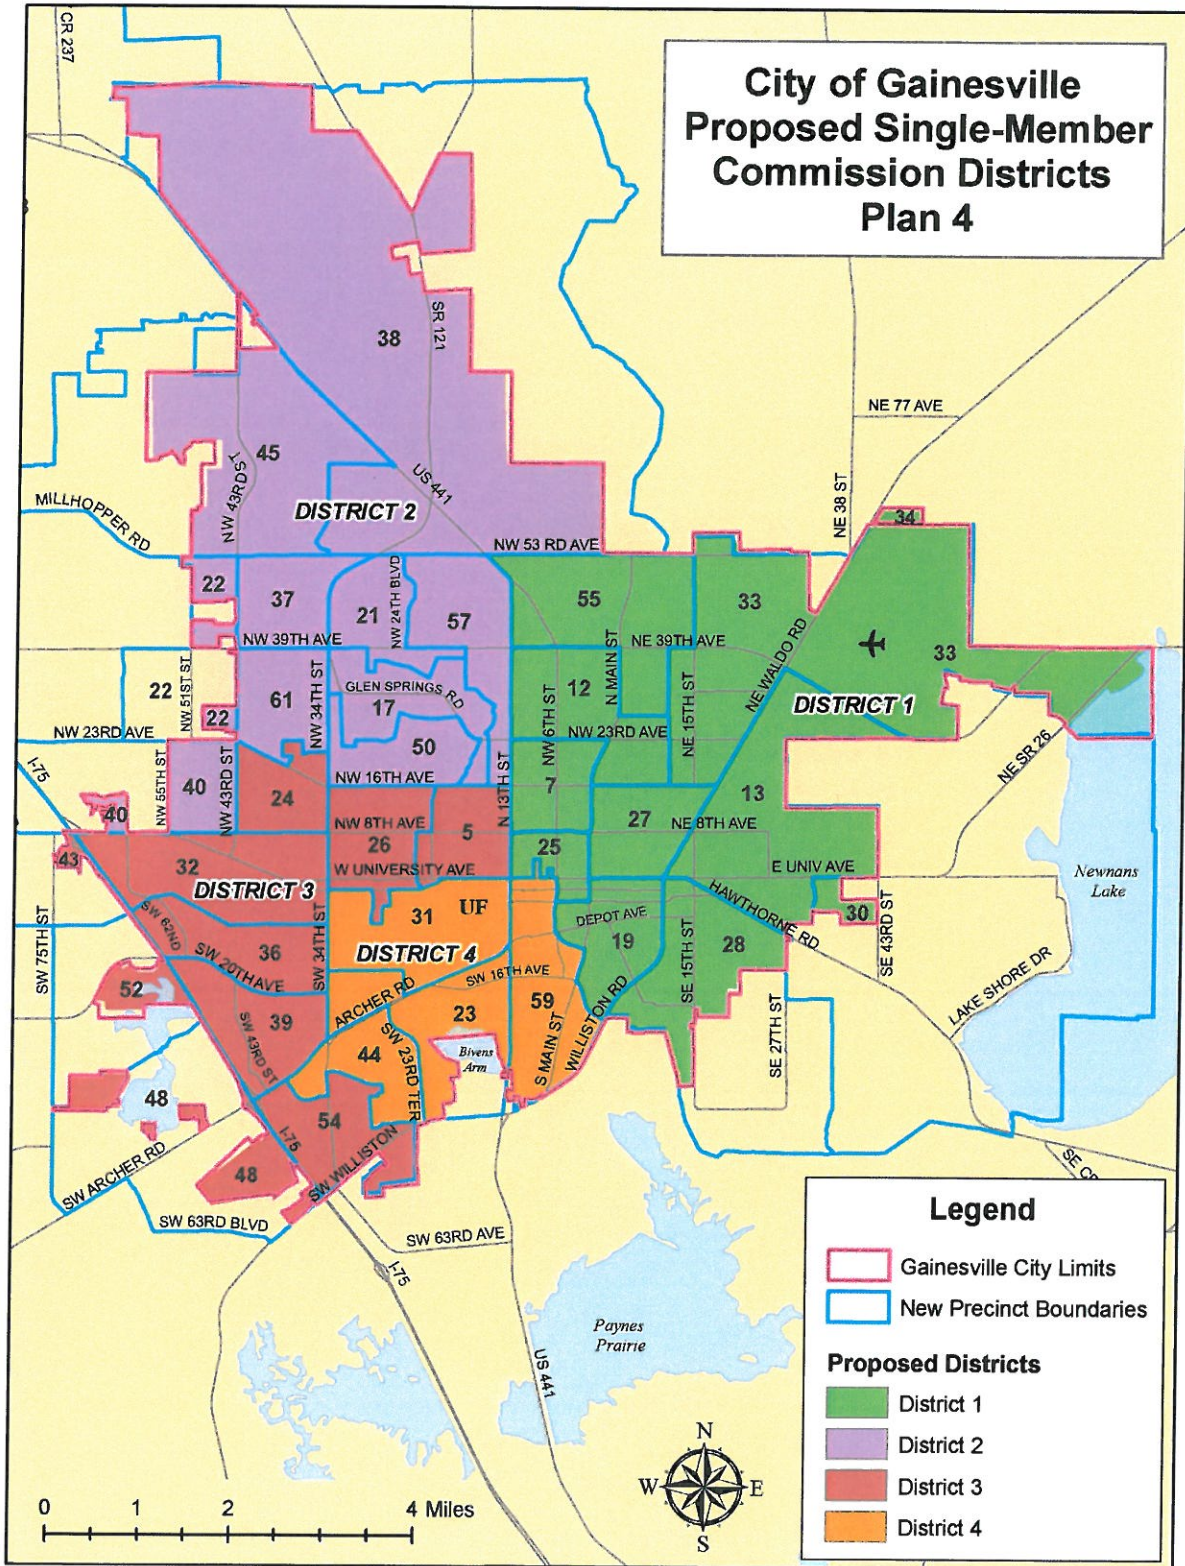 CR 237
City of Gainesville
Proposed Single-Member
Commission Districts
Plan 4
38
SR 121
NE 77 AVE
45
NW 43RD ST
US 441
MILLHOPPER RD
DISTRICT 2
NE 38 ST
34
NW 53 RD AVE
22
37
21
NW 24TH BLVD
57
55
33
NW 39TH AVE
N MAIN ST
NE 39TH AVE
NE WALDO RD
33
22
NW 51ST ST
61
NW 34TH ST
GLEN SPRINGS RD
17
12
NW 6TH ST
NE 15TH ST
DISTRICT 1
22
NW 23RD AVE
NW 23RD AVE
NE SR 26
I-75
50
NW 55TH ST
40
NW 43RD ST
24
NW 16TH AVE
N 13TH ST
7
13
40
NW 8TH AVE
5
27
NE 8TH AVE
43
32
26
25
W UNIVERSITY AVE
E UNIV AVE
Newnans
Lake
DISTRICT 3
31
UF
HAWTHORNE RD
30
SW 75TH ST
SW 62ND
SW 34TH ST
DEPOT AVE
SE 43RD ST
36
DISTRICT 4
19
SE 15TH ST
28
SW 20TH AVE
SW 16TH AVE
LAKE SHORE DR
52
ARCHER RD
39
SW 43RD ST
23
59
WILLISTON RD
44
SW 23RD TER
Bivens
Arm
S MAIN ST
SE 27TH ST
48
54
I-75
SW ARCHER RD
48
SW WILLISTON
SW 63RD BLVD
SW 63RD AVE
I-75
US 441
Paynes
Prairie
Legend
Gainesville City Limits
New Precinct Boundaries
Proposed Districts
District 1
District 2
District 3
District 4
N
W
E
S
0
1
2
4 Miles